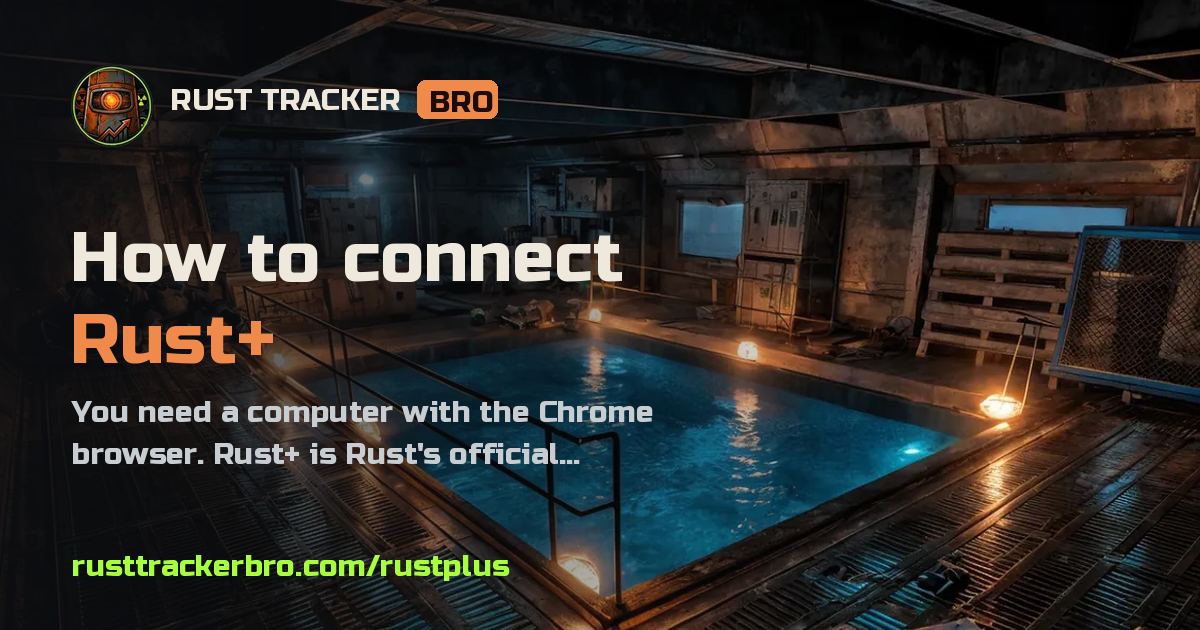 RUST TRACKER BRO
How to connect
Rust+
You need a computer with the Chrome
browser. Rust+ is Rust's official...
rusttrackerbro.com/rustplus